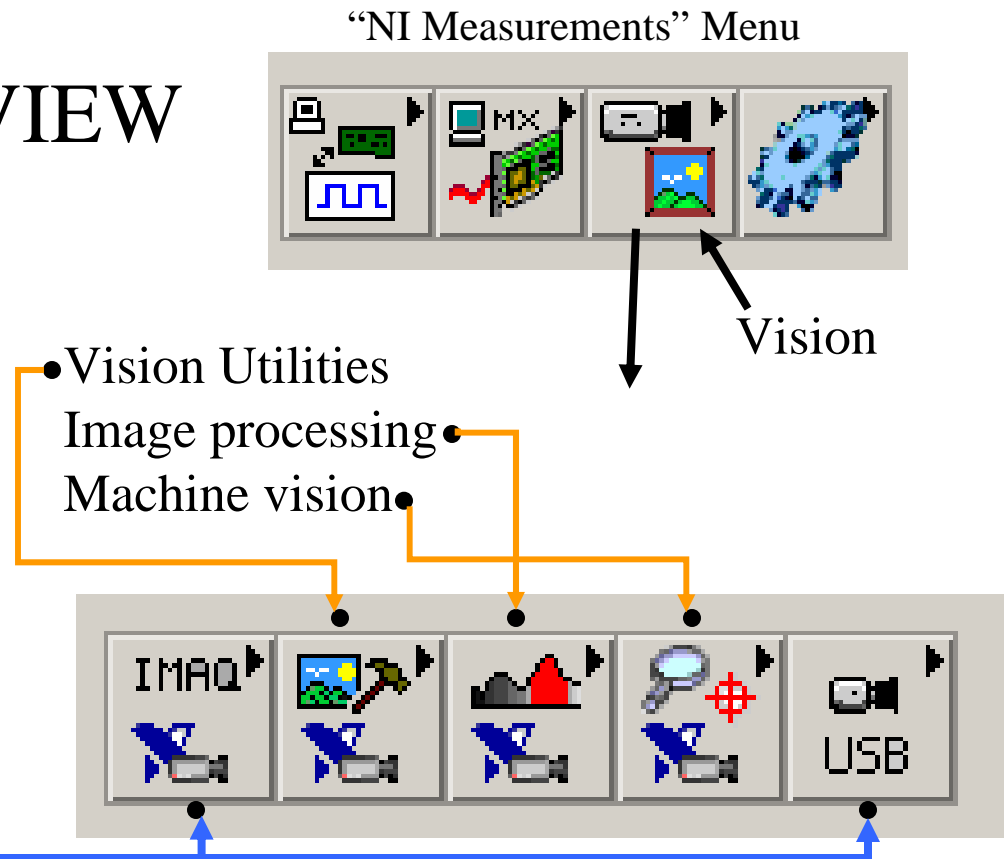 “NI Measurements” Menu
VIEW
MX
Vision
Vision Utilities
Image processing
Machine vision
IMAQ
USB